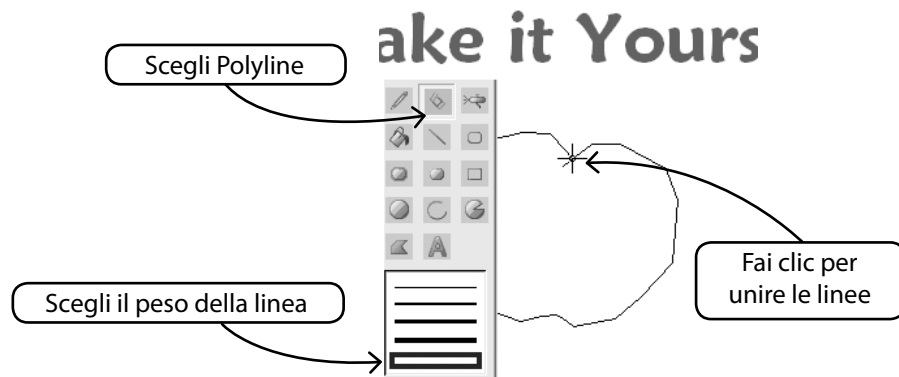 ake it Yours
Scegli Polyline
Fai clic per
unire le linee
Scegli il peso della linea